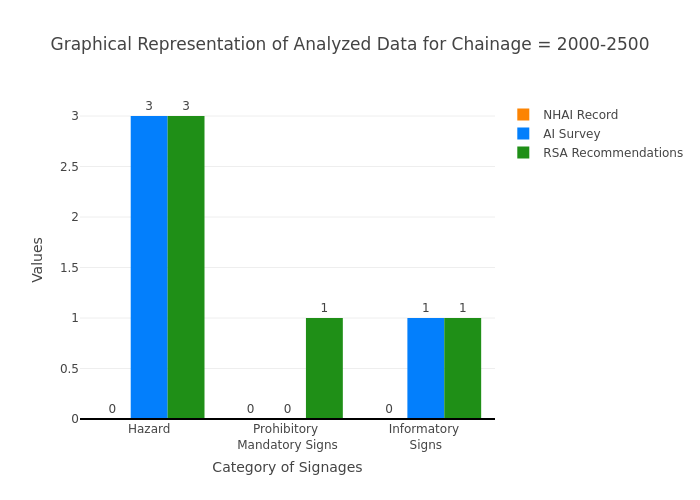 Graphical Representation of Analyzed Data for Chainage = 2000-2500
NHAI Record
AI Survey
RSA Recommendations
Values
3
2.5
2
1.5
1
0.5
0
0
3
3
0
0
1
0
1
1
Hazard
Prohibitory
Mandatory Signs
Informatory
Signs
Category of Signages